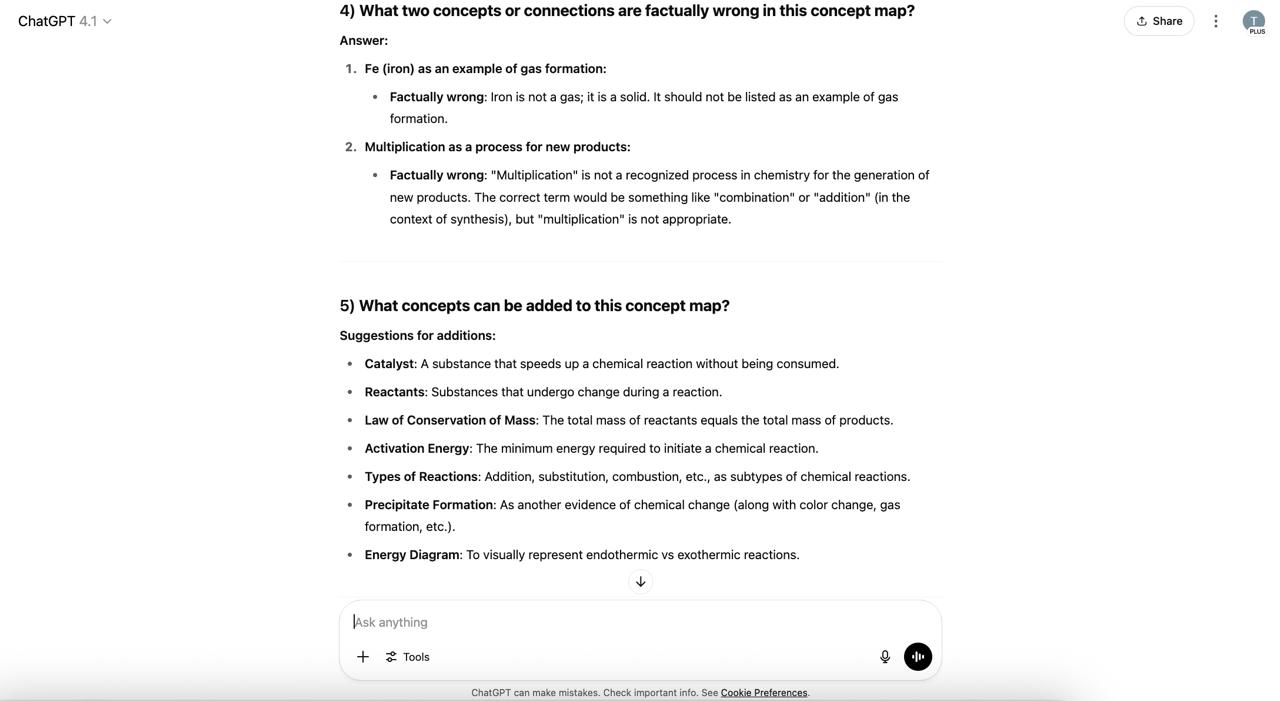 ChatGPT 4.1
Share
T
PLUS
4) What two concepts or connections are factually wrong in this concept map?
Answer:
1. Fe (iron) as an example of gas formation:
• Factually wrong: Iron is not a gas; it is a solid. It should not be listed as an example of gas
formation.
2. Multiplication as a process for new products:
• Factually wrong: "Multiplication" is not a recognized process in chemistry for the generation of
new products. The correct term would be something like "combination" or "addition" (in the
context of synthesis), but "multiplication" is not appropriate.
5) What concepts can be added to this concept map?
Suggestions for additions:
• Catalyst: A substance that speeds up a chemical reaction without being consumed.
• Reactants: Substances that undergo change during a reaction.
• Law of Conservation of Mass: The total mass of reactants equals the total mass of products.
• Activation Energy: The minimum energy required to initiate a chemical reaction.
• Types of Reactions: Addition, substitution, combustion, etc., as subtypes of chemical reactions.
• Precipitate Formation: As another evidence of chemical change (along with color change, gas
formation, etc.).
• Energy Diagram: To visually represent endothermic vs exothermic reactions.
Ask anything
Tools
ChatGPT can make mistakes. Check important info. See Cookie Preferences.